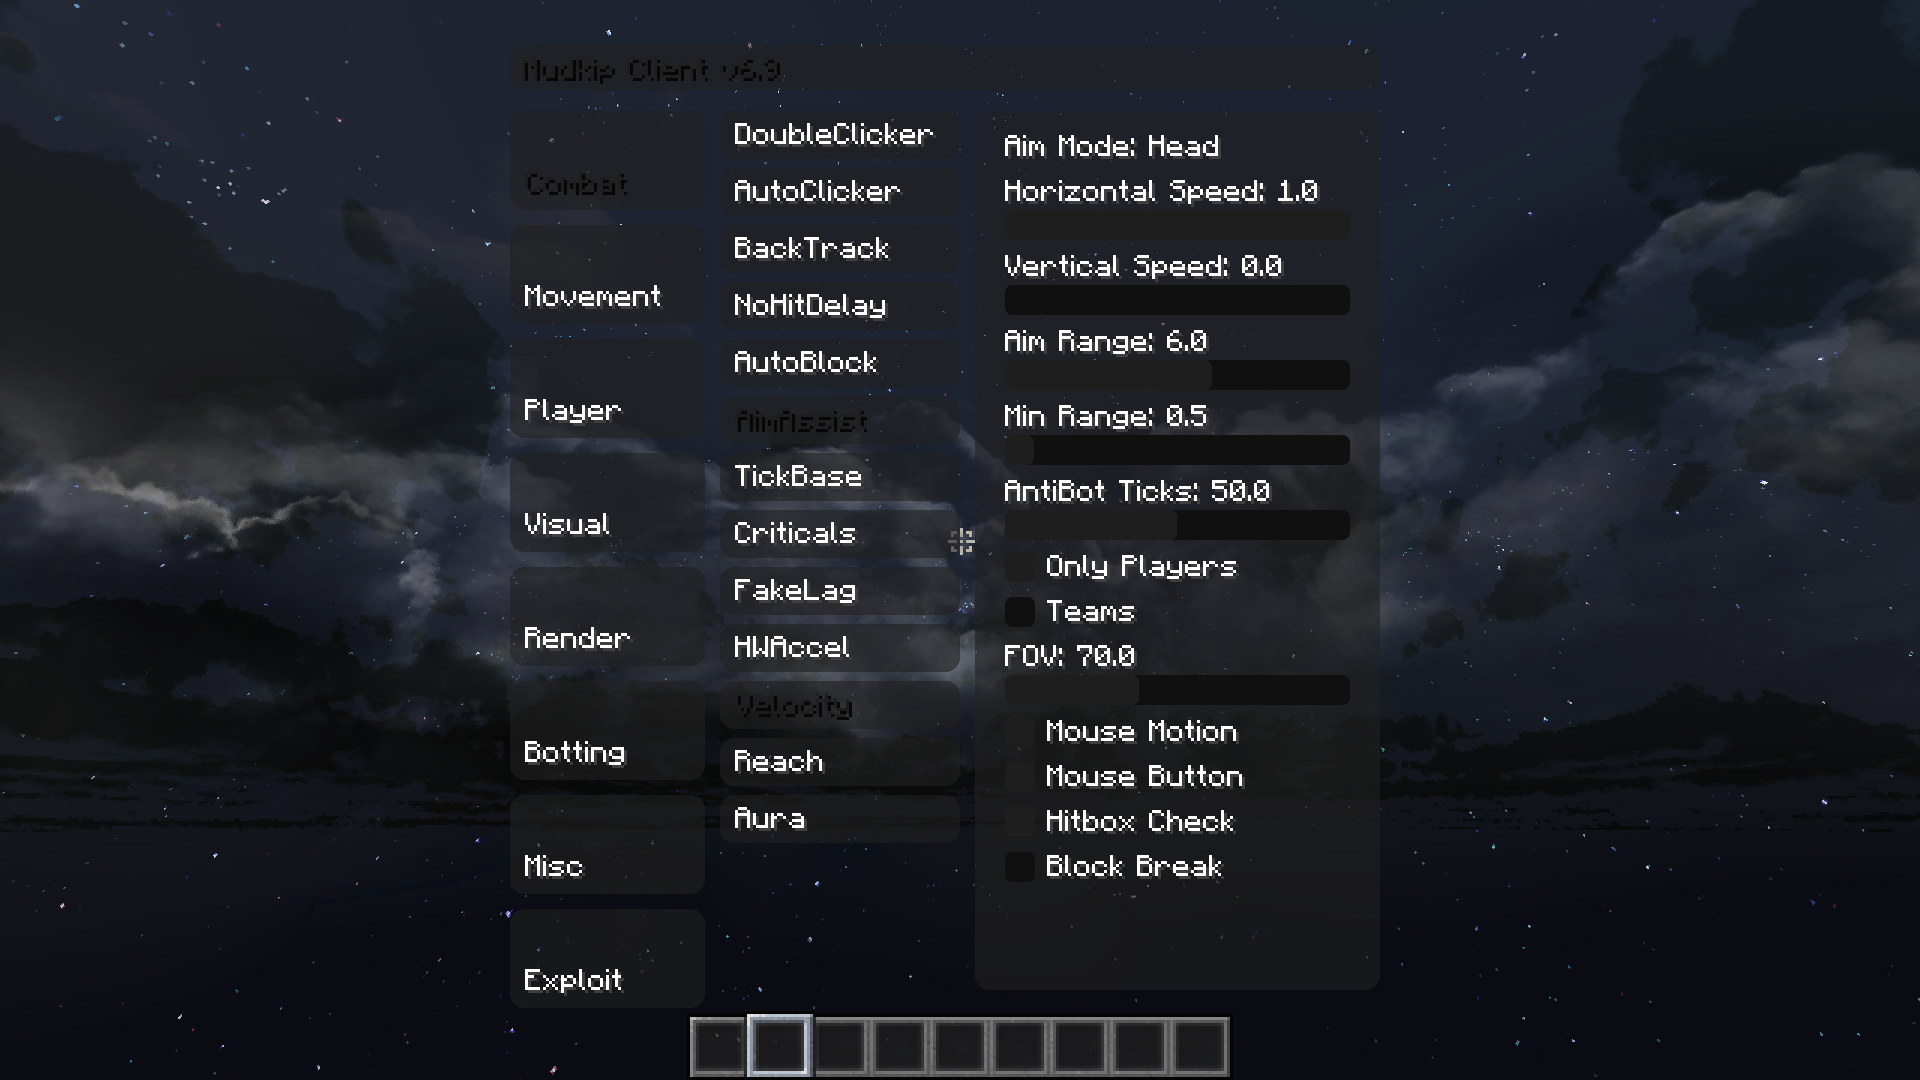 Mudkip Client v6.9
Combat
Movement
Player
Visual
Render
Botting
Misc
Exploit
DoubleClicker
AutoClicker
BackTrack
NoHitDelay
AutoBlock
AimAssist
TickBase
Criticals
FakeLag
HWAccel
Velocity
Reach
Aura
Aim Mode: Head
Horizontal Speed: 1.0
Vertical Speed: 0.0
Aim Range: 6.0
Min Range: 0.5
AntiBot Ticks: 50.0
Only Players
Teams
FOV: 70.0
Mouse Motion
Mouse Button
Hitbox Check
Block Break